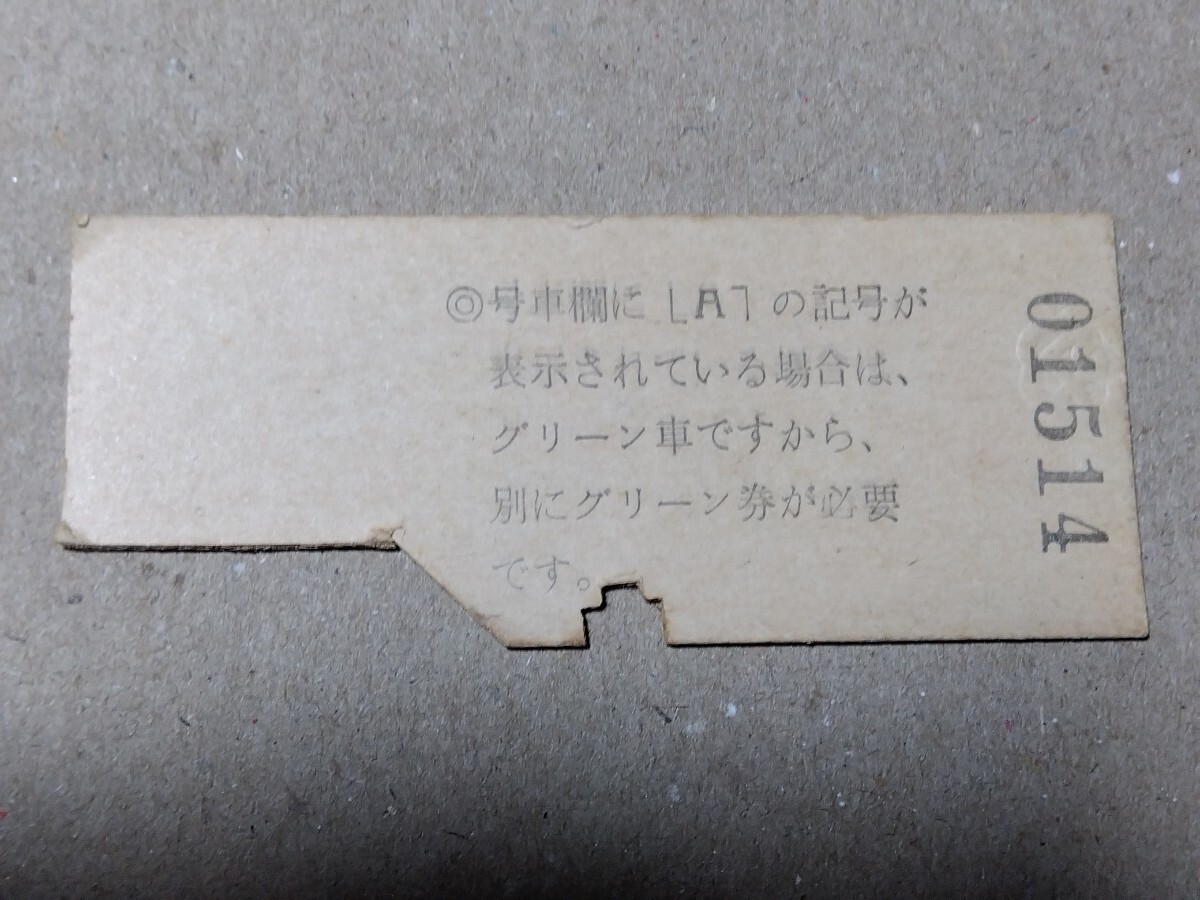 ◎号車欄に「A」の記号が
表示されている場合は、
グリーン車ですから、
別にグリーン券が必要
です。
01514